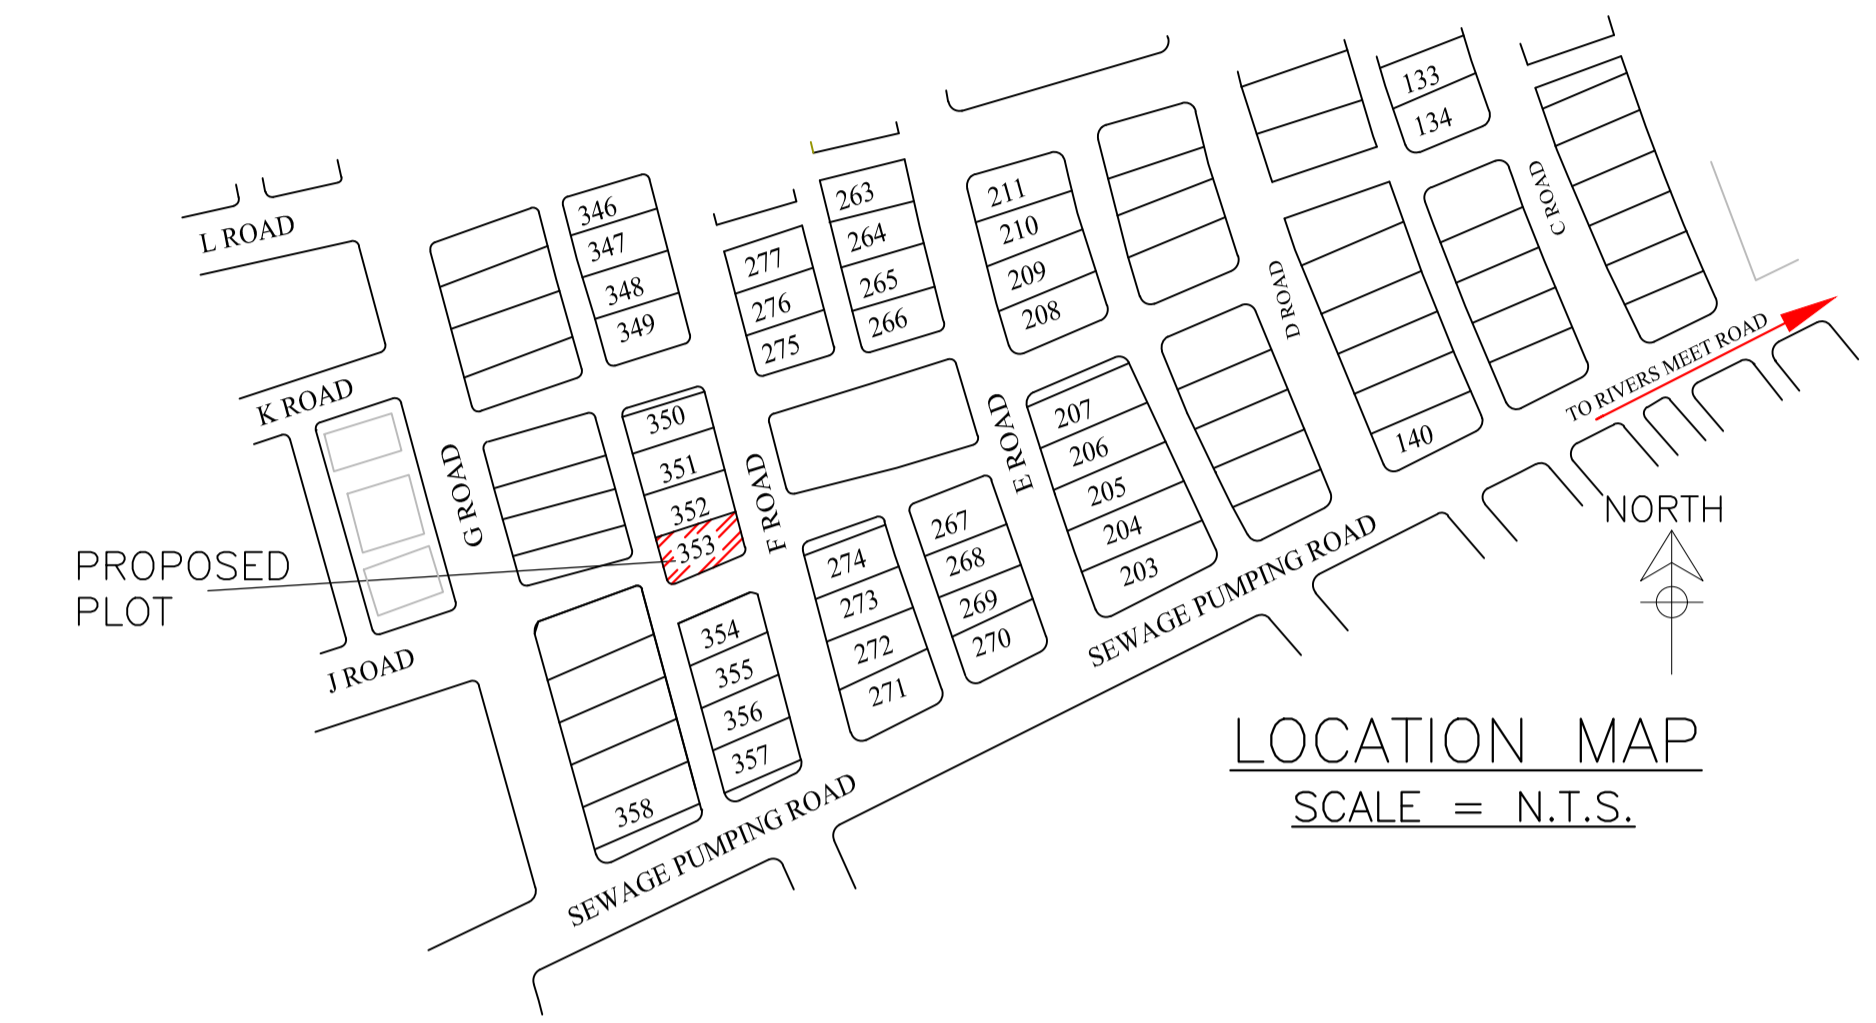 133
134
L ROAD
346
347
348
349
277
276
275
263
264
265
266
211
210
209
208
C ROAD
D ROAD
TO RIVERS MEET ROAD
K ROAD
G ROAD
350
351
352
353
F ROAD
E ROAD
207
206
205
204
203
140
NORTH
PROPOSED
PLOT
274
273
272
271
267
268
269
270
SEWAGE PUMPING ROAD
J ROAD
354
355
356
357
358
SEWAGE PUMPING ROAD
LOCATION MAP
SCALE = N.T.S.